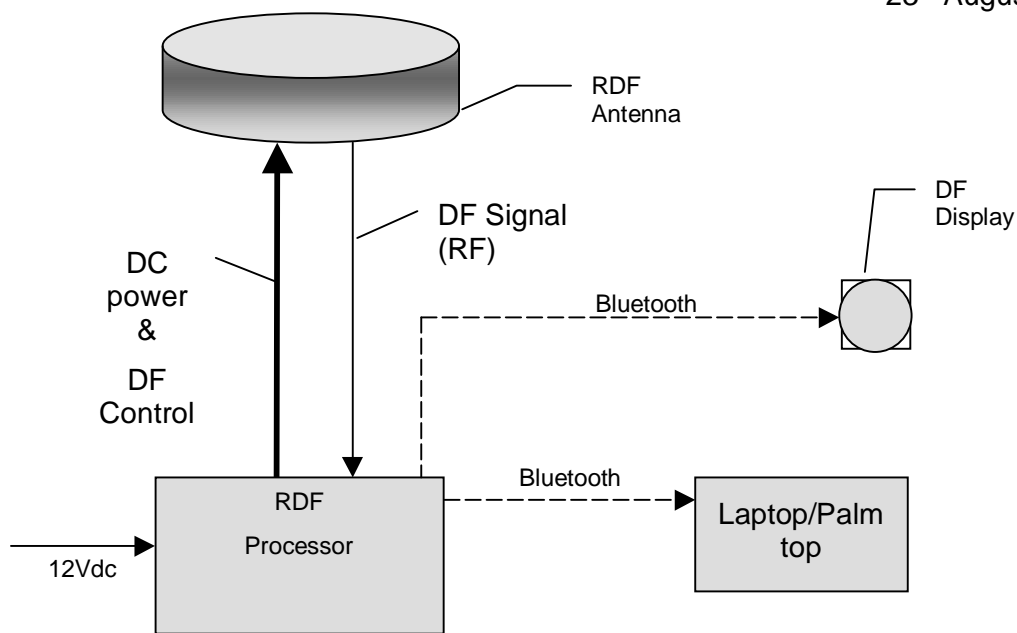 RDF
Antenna
DF
Display
DF Signal
(RF)
DC
power
&
DF
Control
Bluetooth
Bluetooth
RDF
Processor
Laptop/Palm
top
12Vdc